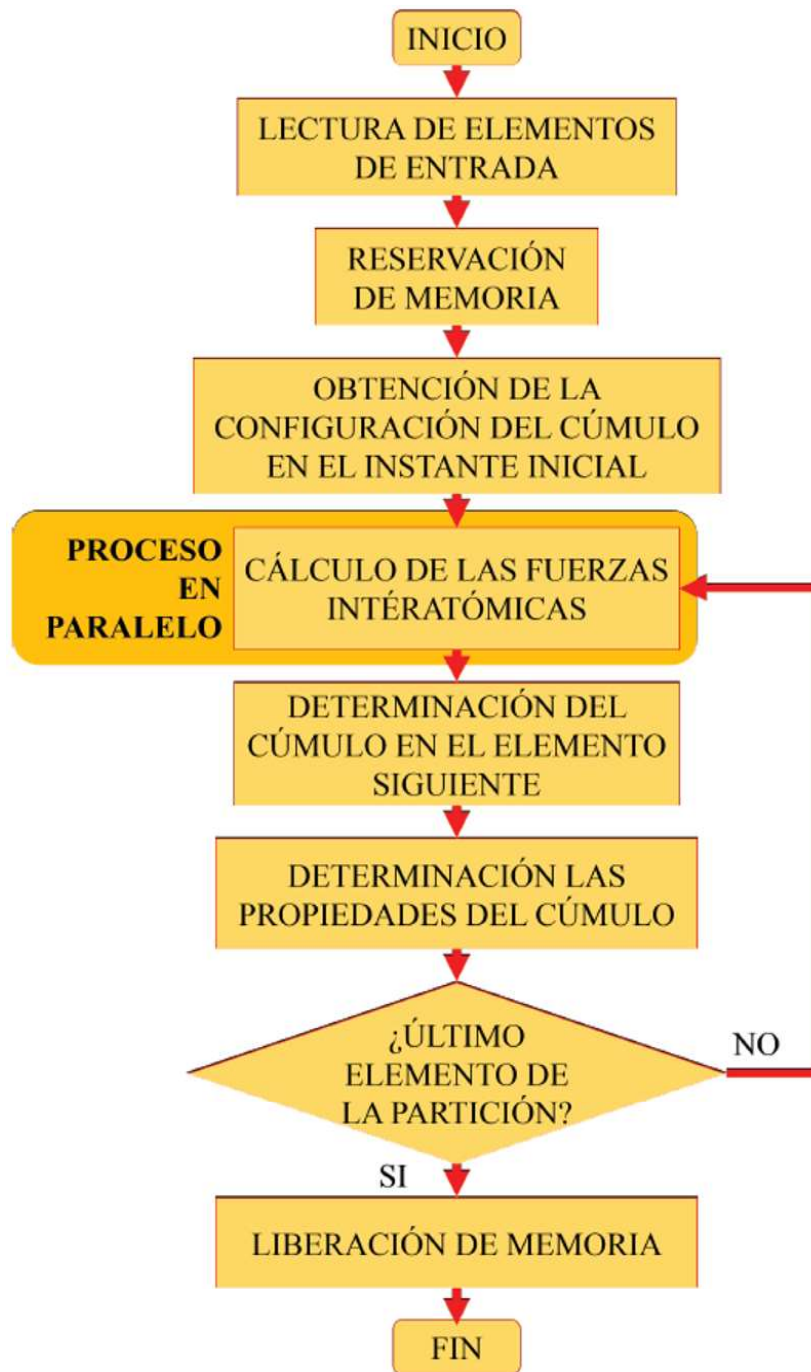 INICIO
LECTURA DE ELEMENTOS
DE ENTRADA
RESERVACIÓN
DE MEMORIA
OBTENCIÓN DE LA
CONFIGURACIÓN DEL CÚMULO
EN EL INSTANTE INICIAL
PROCESO
EN
PARALELO
CÁLCULO DE LAS FUERZAS
INTÉRATÓMICAS
DETERMINACIÓN DEL
CÚMULO EN EL ELEMENTO
SIGUIENTE
DETERMINACIÓN LAS
PROPIEDADES DEL CÚMULO
¿ÚLTIMO
ELEMENTO DE
LA PARTICIÓN?
NO
SI
LIBERACIÓN DE MEMORIA
FIN